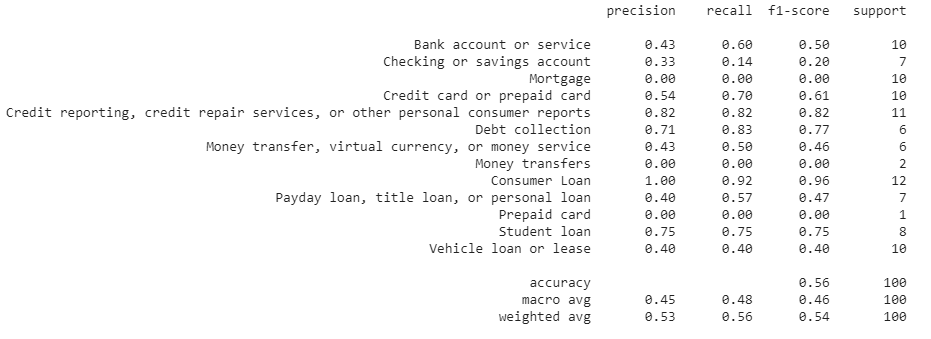 precision recall f1-score support
Bank account or service 0.43 0.60 0.50 10
Checking or savings account 0.33 0.14 0.20 7
Mortgage 0.00 0.00 0.00 10
Credit card or prepaid card 0.54 0.70 0.61 10
Credit reporting, credit repair services, or other personal consumer reports 0.82 0.82 0.82 11
Debt collection 0.71 0.83 0.77 6
Money transfer, virtual currency, or money service 0.43 0.50 0.46 6
Money transfers 0.00 0.00 0.00 2
Consumer Loan 1.00 0.92 0.96 12
Payday loan, title loan, or personal loan 0.40 0.57 0.47 7
Prepaid card 0.00 0.00 0.00 1
Student loan 0.75 0.75 0.75 8
Vehicle loan or lease 0.40 0.40 0.40 10
accuracy 0.56 100
macro avg 0.45 0.48 0.46 100
weighted avg 0.53 0.56 0.54 100